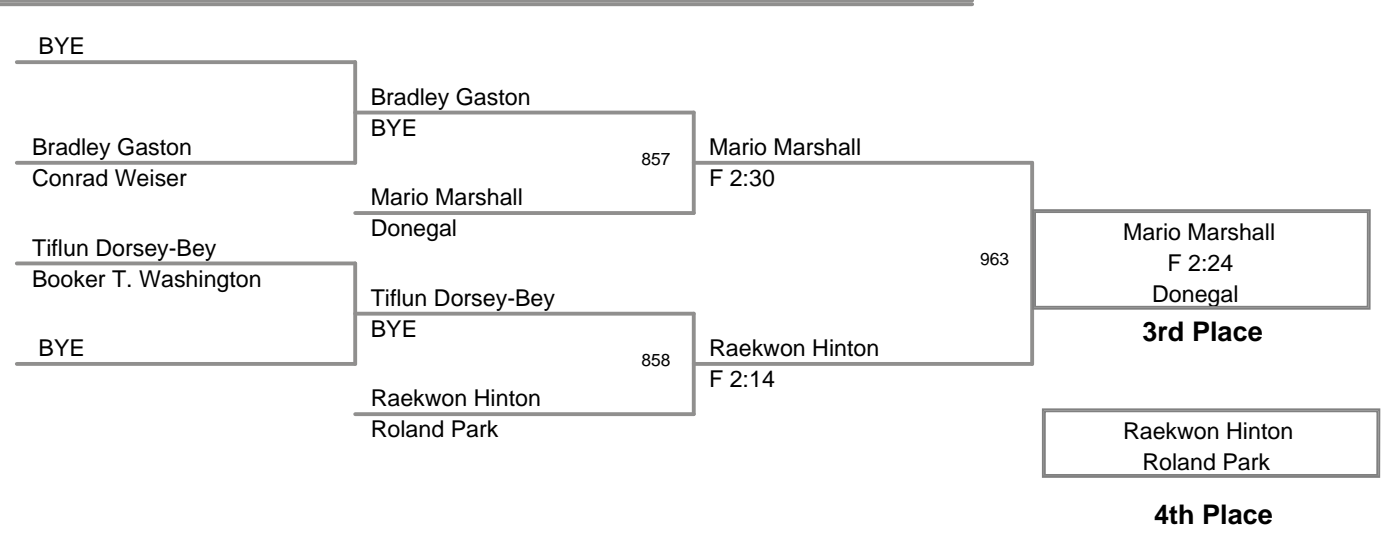 BYE
Bradley Gaston
BYE
Bradley Gaston
Conrad Weiser
857
Mario Marshall
F 2:30
Mario Marshall
Donegal
Tiflun Dorsey-Bey
Booker T. Washington
963
Mario Marshall
F 2:24
Donegal
3rd Place
Tiflun Dorsey-Bey
BYE
BYE
858
Raekwon Hinton
F 2:14
Raekwon Hinton
Roland Park
Raekwon Hinton
Roland Park
4th Place